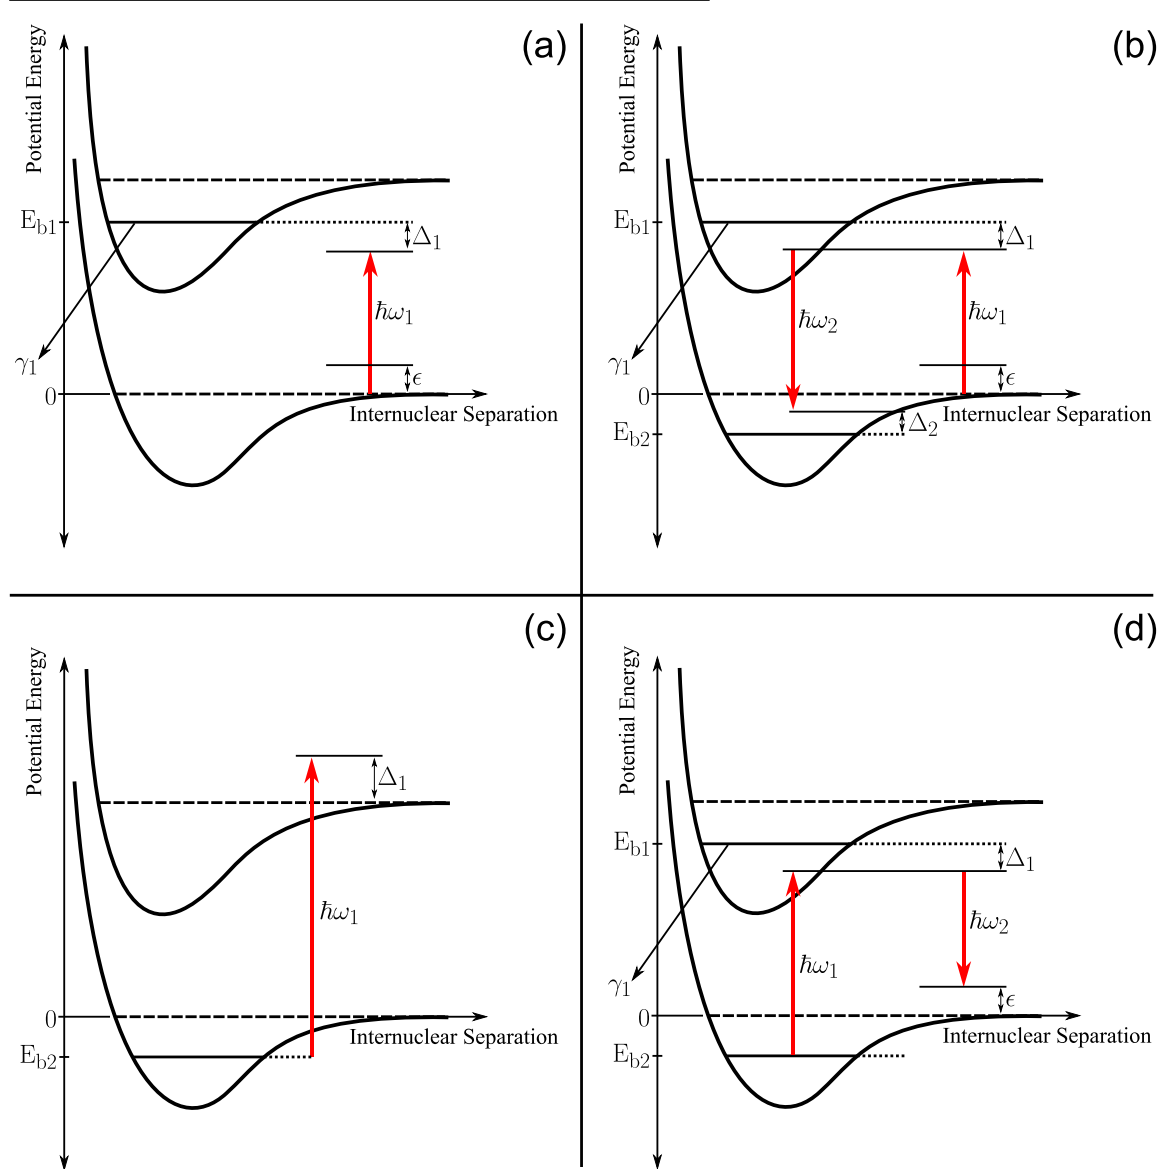 (a)
Potential Energy
E_b1
Δ_1
ħω_1
γ_1
ϵ
0
Internuclear Separation
(b)
Potential Energy
E_b1
Δ_1
ħω_2
ħω_1
γ_1
ϵ
0
Internuclear Separation
E_b2
Δ_2
(c)
Potential Energy
Δ_1
ħω_1
0
Internuclear Separation
E_b2
(d)
Potential Energy
E_b1
Δ_1
ħω_2
ħω_1
γ_1
ϵ
0
Internuclear Separation
E_b2